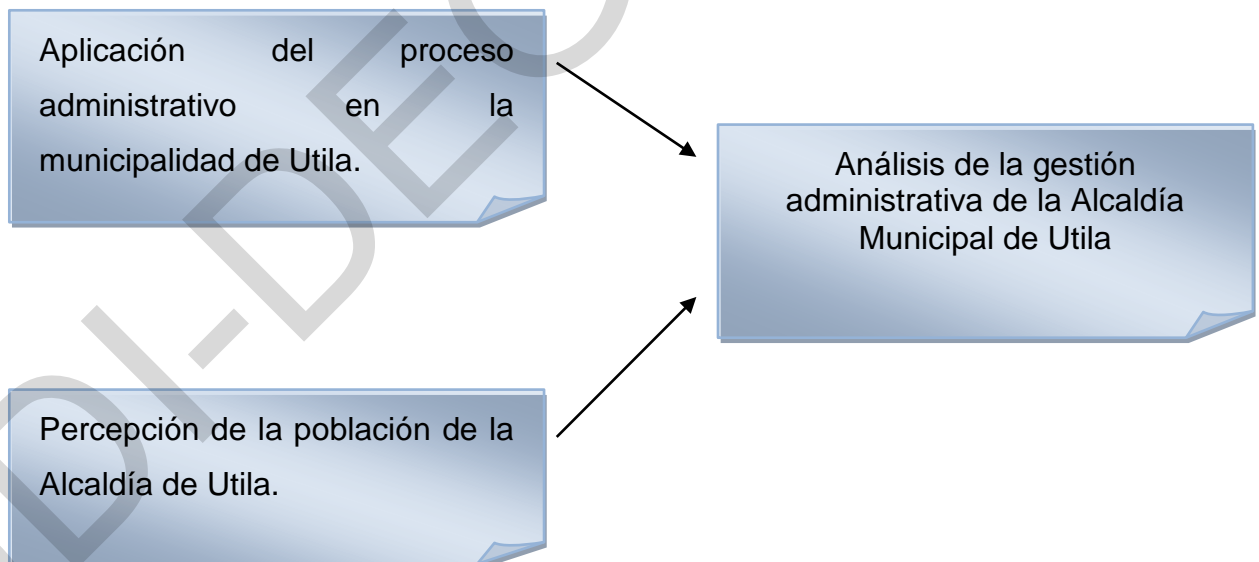 Aplicación del proceso
administrativo en la
municipalidad de Utila.
Análisis de la gestión
administrativa de la Alcaldía
Municipal de Utila
Percepción de la población de la
Alcaldía de Utila.